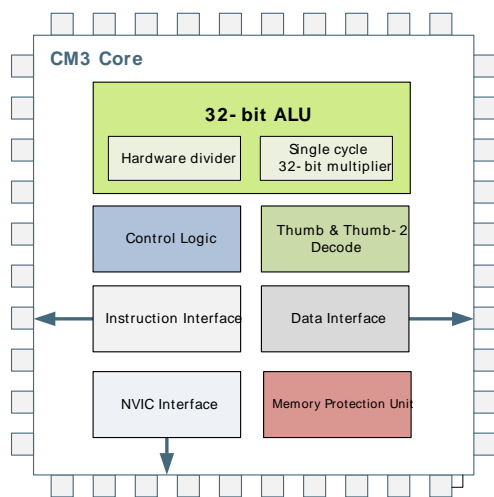 CM3 Core
32-bit ALU
Hardware divider
Single cycle
32-bit multiplier
Control Logic
Thumb & Thumb-2
Decode
Instruction Interface
Data Interface
NVIC Interface
Memory Protection Unit